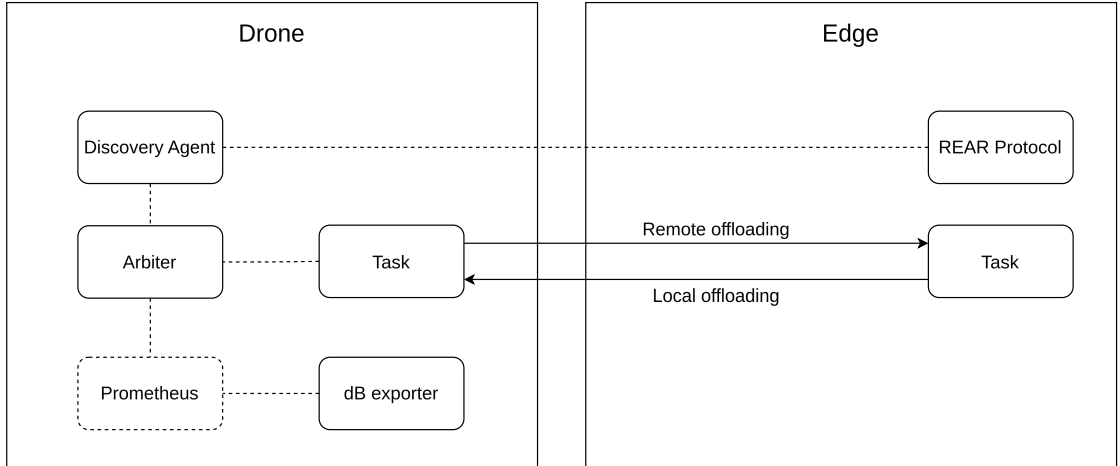 Drone
Edge
Discovery Agent
REAR Protocol
Remote offloading
Arbiter
Task
Task
Local offloading
Prometheus
dB exporter